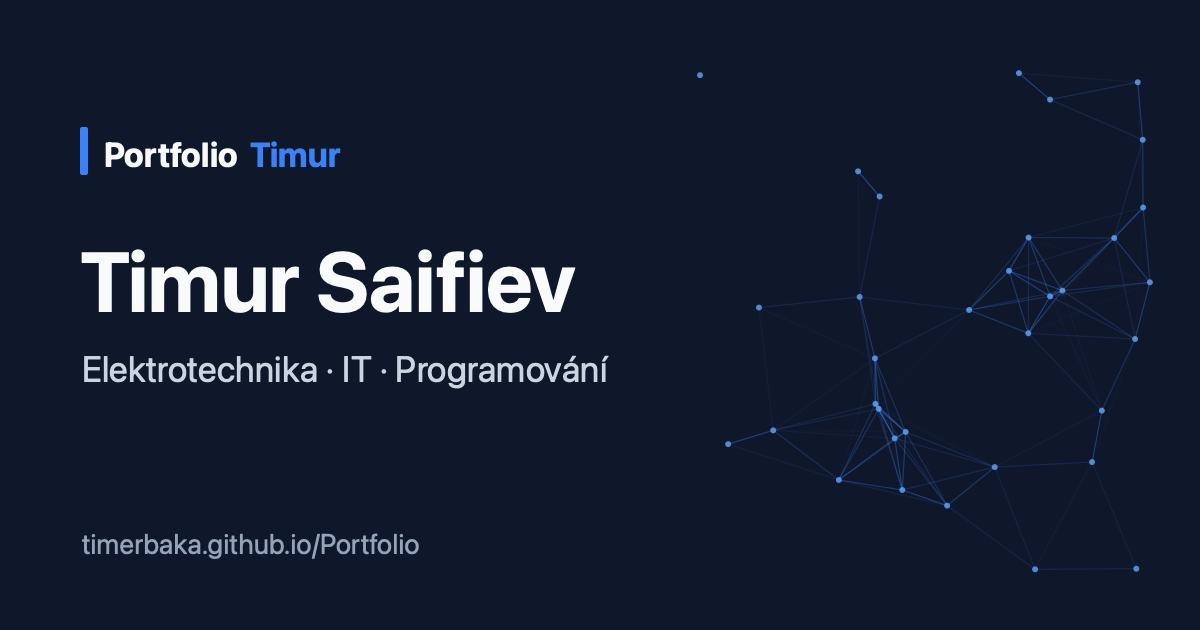 Portfolio Timur
Timur Saifiev
Elektrotechnika · IT · Programování
timerbaka.github.io/Portfolio